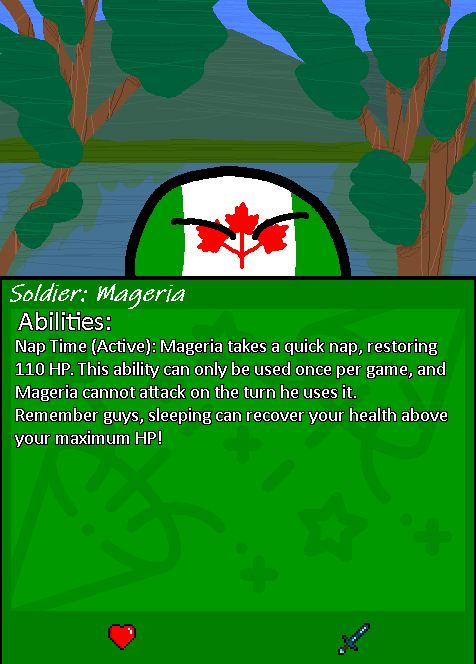 Soldier: Mageria
Abilities:
Nap Time (Active): Mageria takes a quick nap, restoring
110 HP. This ability can only be used once per game, and
Mageria cannot attack on the turn he uses it.
Remember guys, sleeping can recover your health above
your maximum HP!